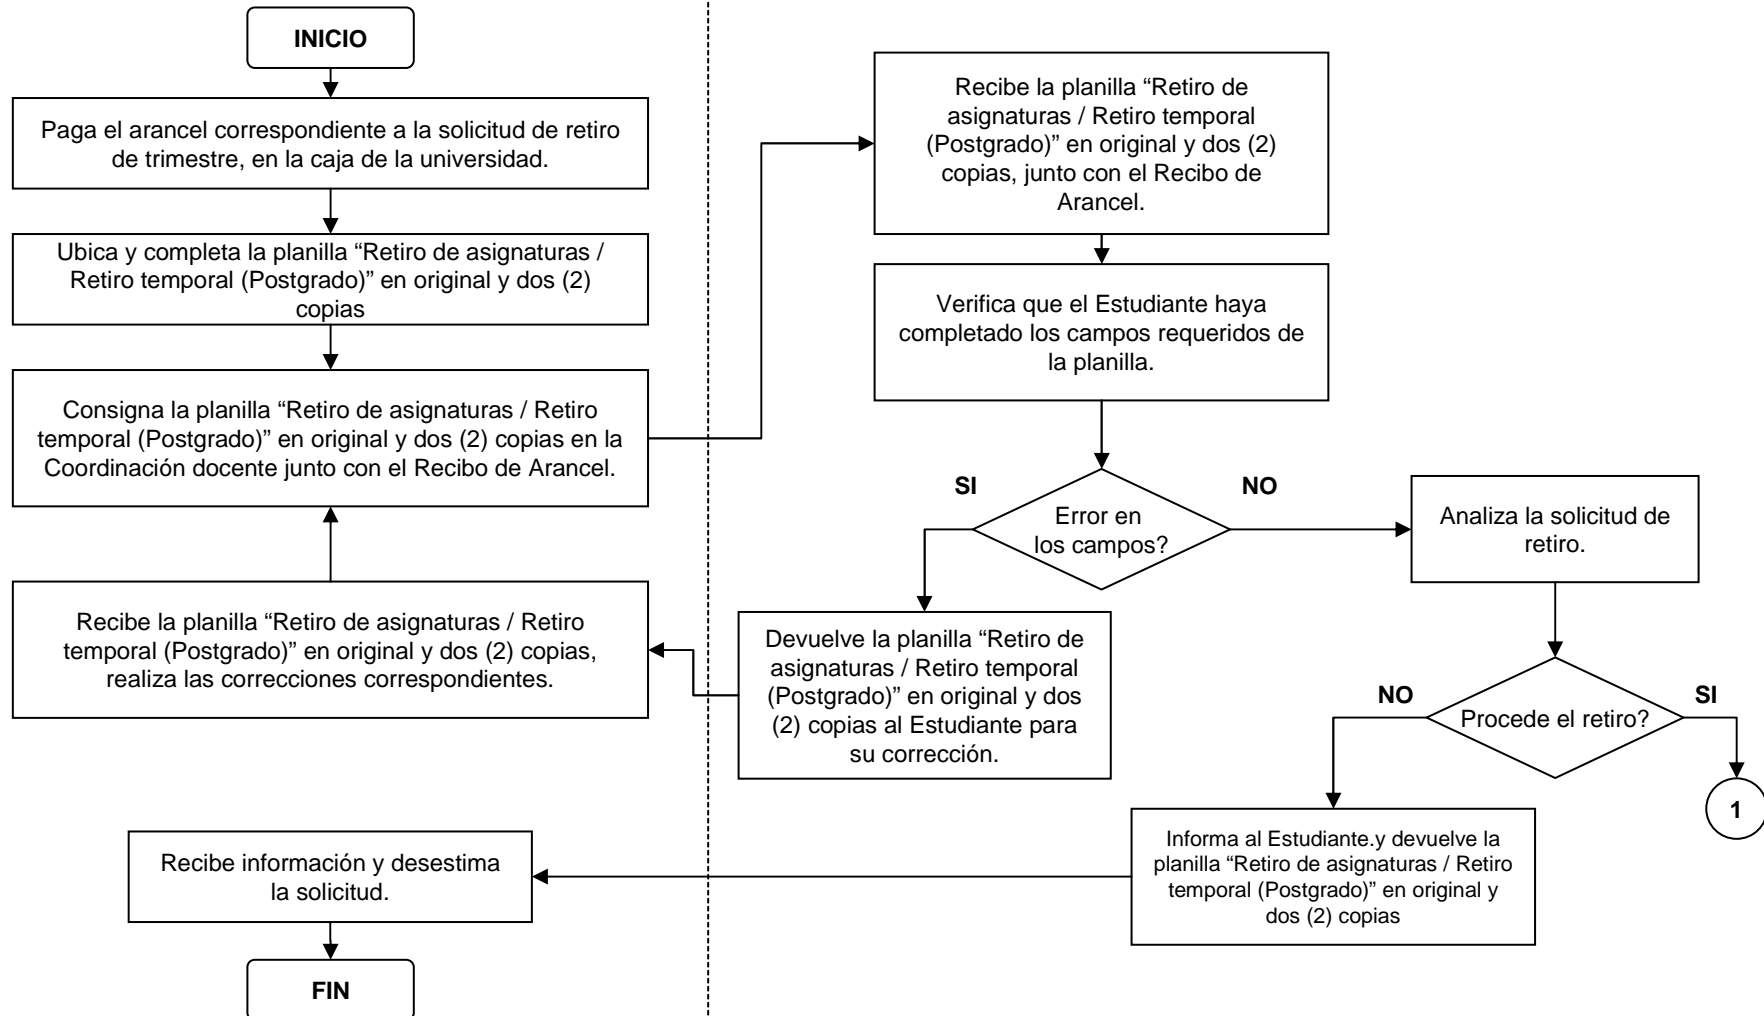 INICIO
Paga el arancel correspondiente a la solicitud de retiro
de trimestre, en la caja de la universidad.
Ubica y completa la planilla “Retiro de asignaturas /
Retiro temporal (Postgrado)” en original y dos (2)
copias
Consigna la planilla “Retiro de asignaturas / Retiro
temporal (Postgrado)” en original y dos (2) copias en la
Coordinación docente junto con el Recibo de Arancel.
Recibe la planilla “Retiro de asignaturas / Retiro
temporal (Postgrado)” en original y dos (2) copias,
realiza las correcciones correspondientes.
Recibe información y desestima
la solicitud.
FIN
Recibe la planilla “Retiro de
asignaturas / Retiro temporal
(Postgrado)” en original y dos (2)
copias, junto con el Recibo de
Arancel.
Verifica que el Estudiante haya
completado los campos requeridos de
la planilla.
SI
NO
Error en
los campos?
Analiza la solicitud de
retiro.
Devuelve la planilla “Retiro de
asignaturas / Retiro temporal
(Postgrado)” en original y dos
(2) copias al Estudiante para
su corrección.
NO
SI
Procede el retiro?
1
Informa al Estudiante.y devuelve la
planilla “Retiro de asignaturas / Retiro
temporal (Postgrado)” en original y
dos (2) copias